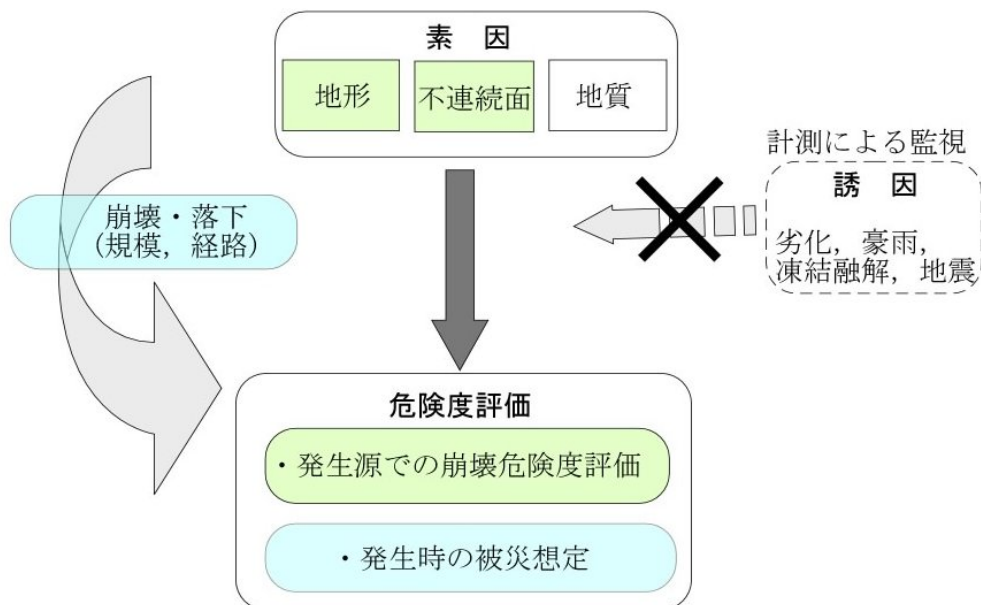 素　因
地形
不連続面
地質
計測による監視
誘　因
劣化，豪雨，
凍結融解，地震
崩壊・落下
（規模，経路）
危険度評価
・発生源での崩壊危険度評価
・発生時の被災想定